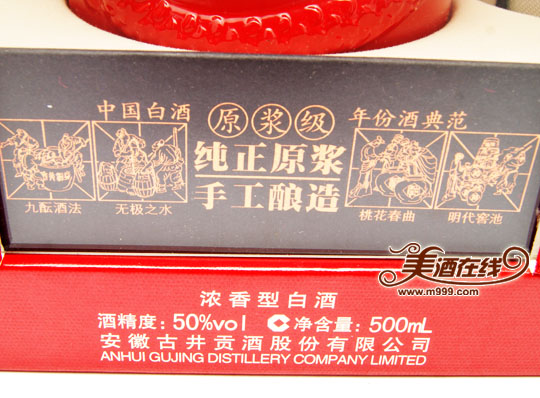 中国白酒 原浆级 年份酒典范
纯正原浆
手工酿造
九酝酒法 无极之水 桃花春曲 明代窖池
美酒在线
www.m999.com
浓香型白酒
酒精度：50%vol 净含量：500mL
安徽古井贡酒股份有限公司
ANHUI GUJING DISTILLERY COMPANY LIMITED